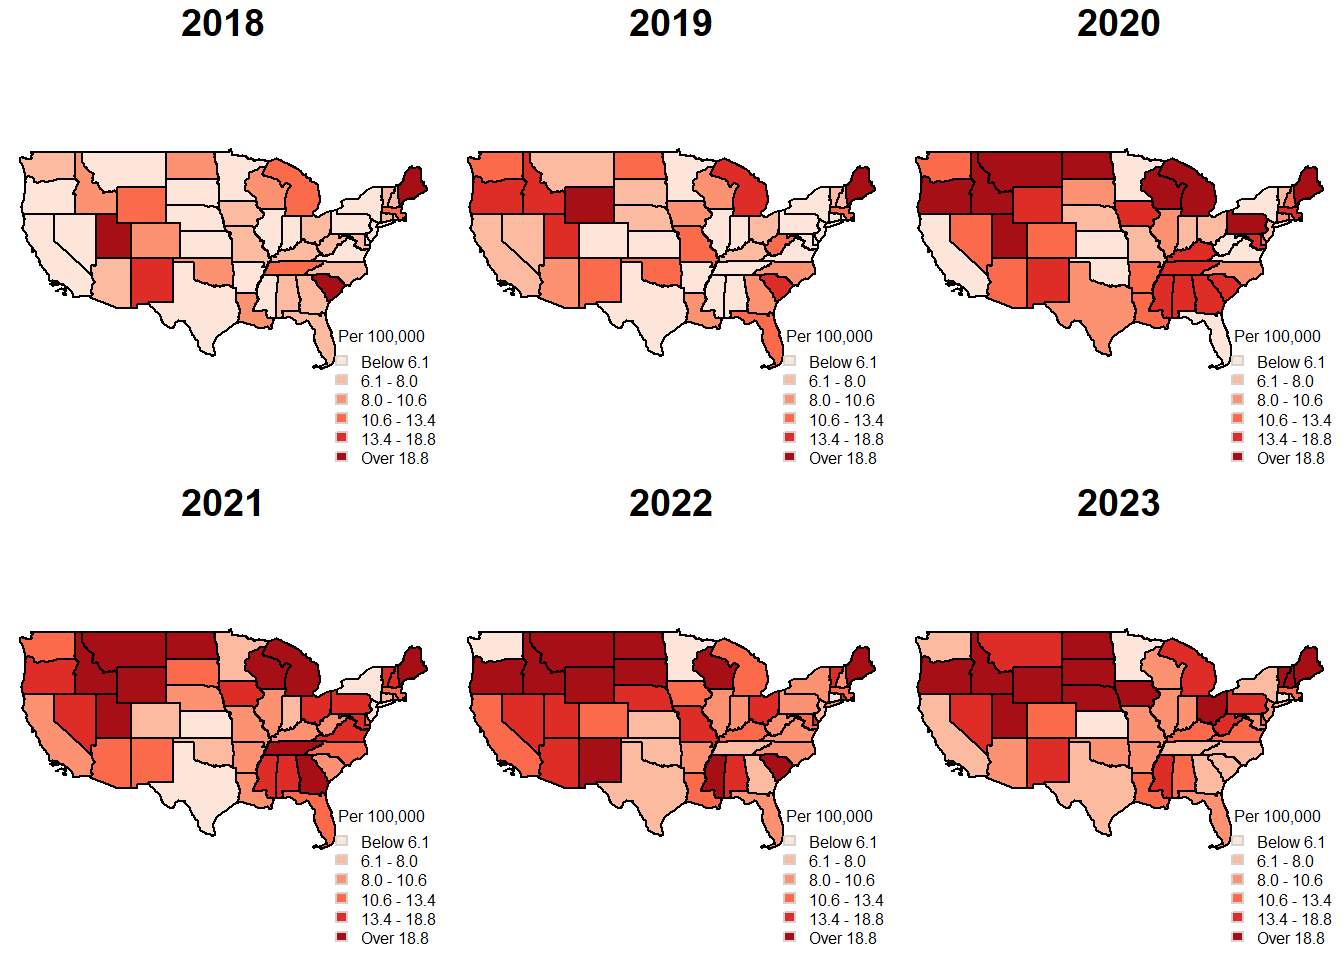 2018
2019
2020
Per 100,000
Below 6.1
6.1 - 8.0
8.0 - 10.6
10.6 - 13.4
13.4 - 18.8
Over 18.8
Per 100,000
Below 6.1
6.1 - 8.0
8.0 - 10.6
10.6 - 13.4
13.4 - 18.8
Over 18.8
Per 100,000
Below 6.1
6.1 - 8.0
8.0 - 10.6
10.6 - 13.4
13.4 - 18.8
Over 18.8
2021
2022
2023
Per 100,000
Below 6.1
6.1 - 8.0
8.0 - 10.6
10.6 - 13.4
13.4 - 18.8
Over 18.8
Per 100,000
Below 6.1
6.1 - 8.0
8.0 - 10.6
10.6 - 13.4
13.4 - 18.8
Over 18.8
Per 100,000
Below 6.1
6.1 - 8.0
8.0 - 10.6
10.6 - 13.4
13.4 - 18.8
Over 18.8